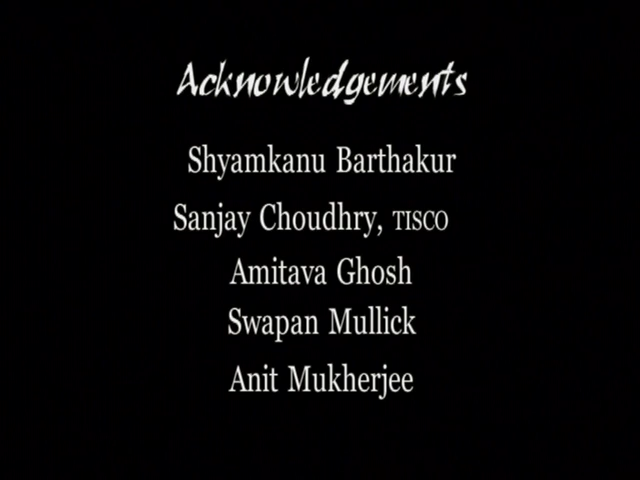 Acknowledgements
Shyamkanu Barthakur
Sanjay Choudhry, TISCO
Amitava Ghosh
Swapan Mullick
Anit Mukherjee